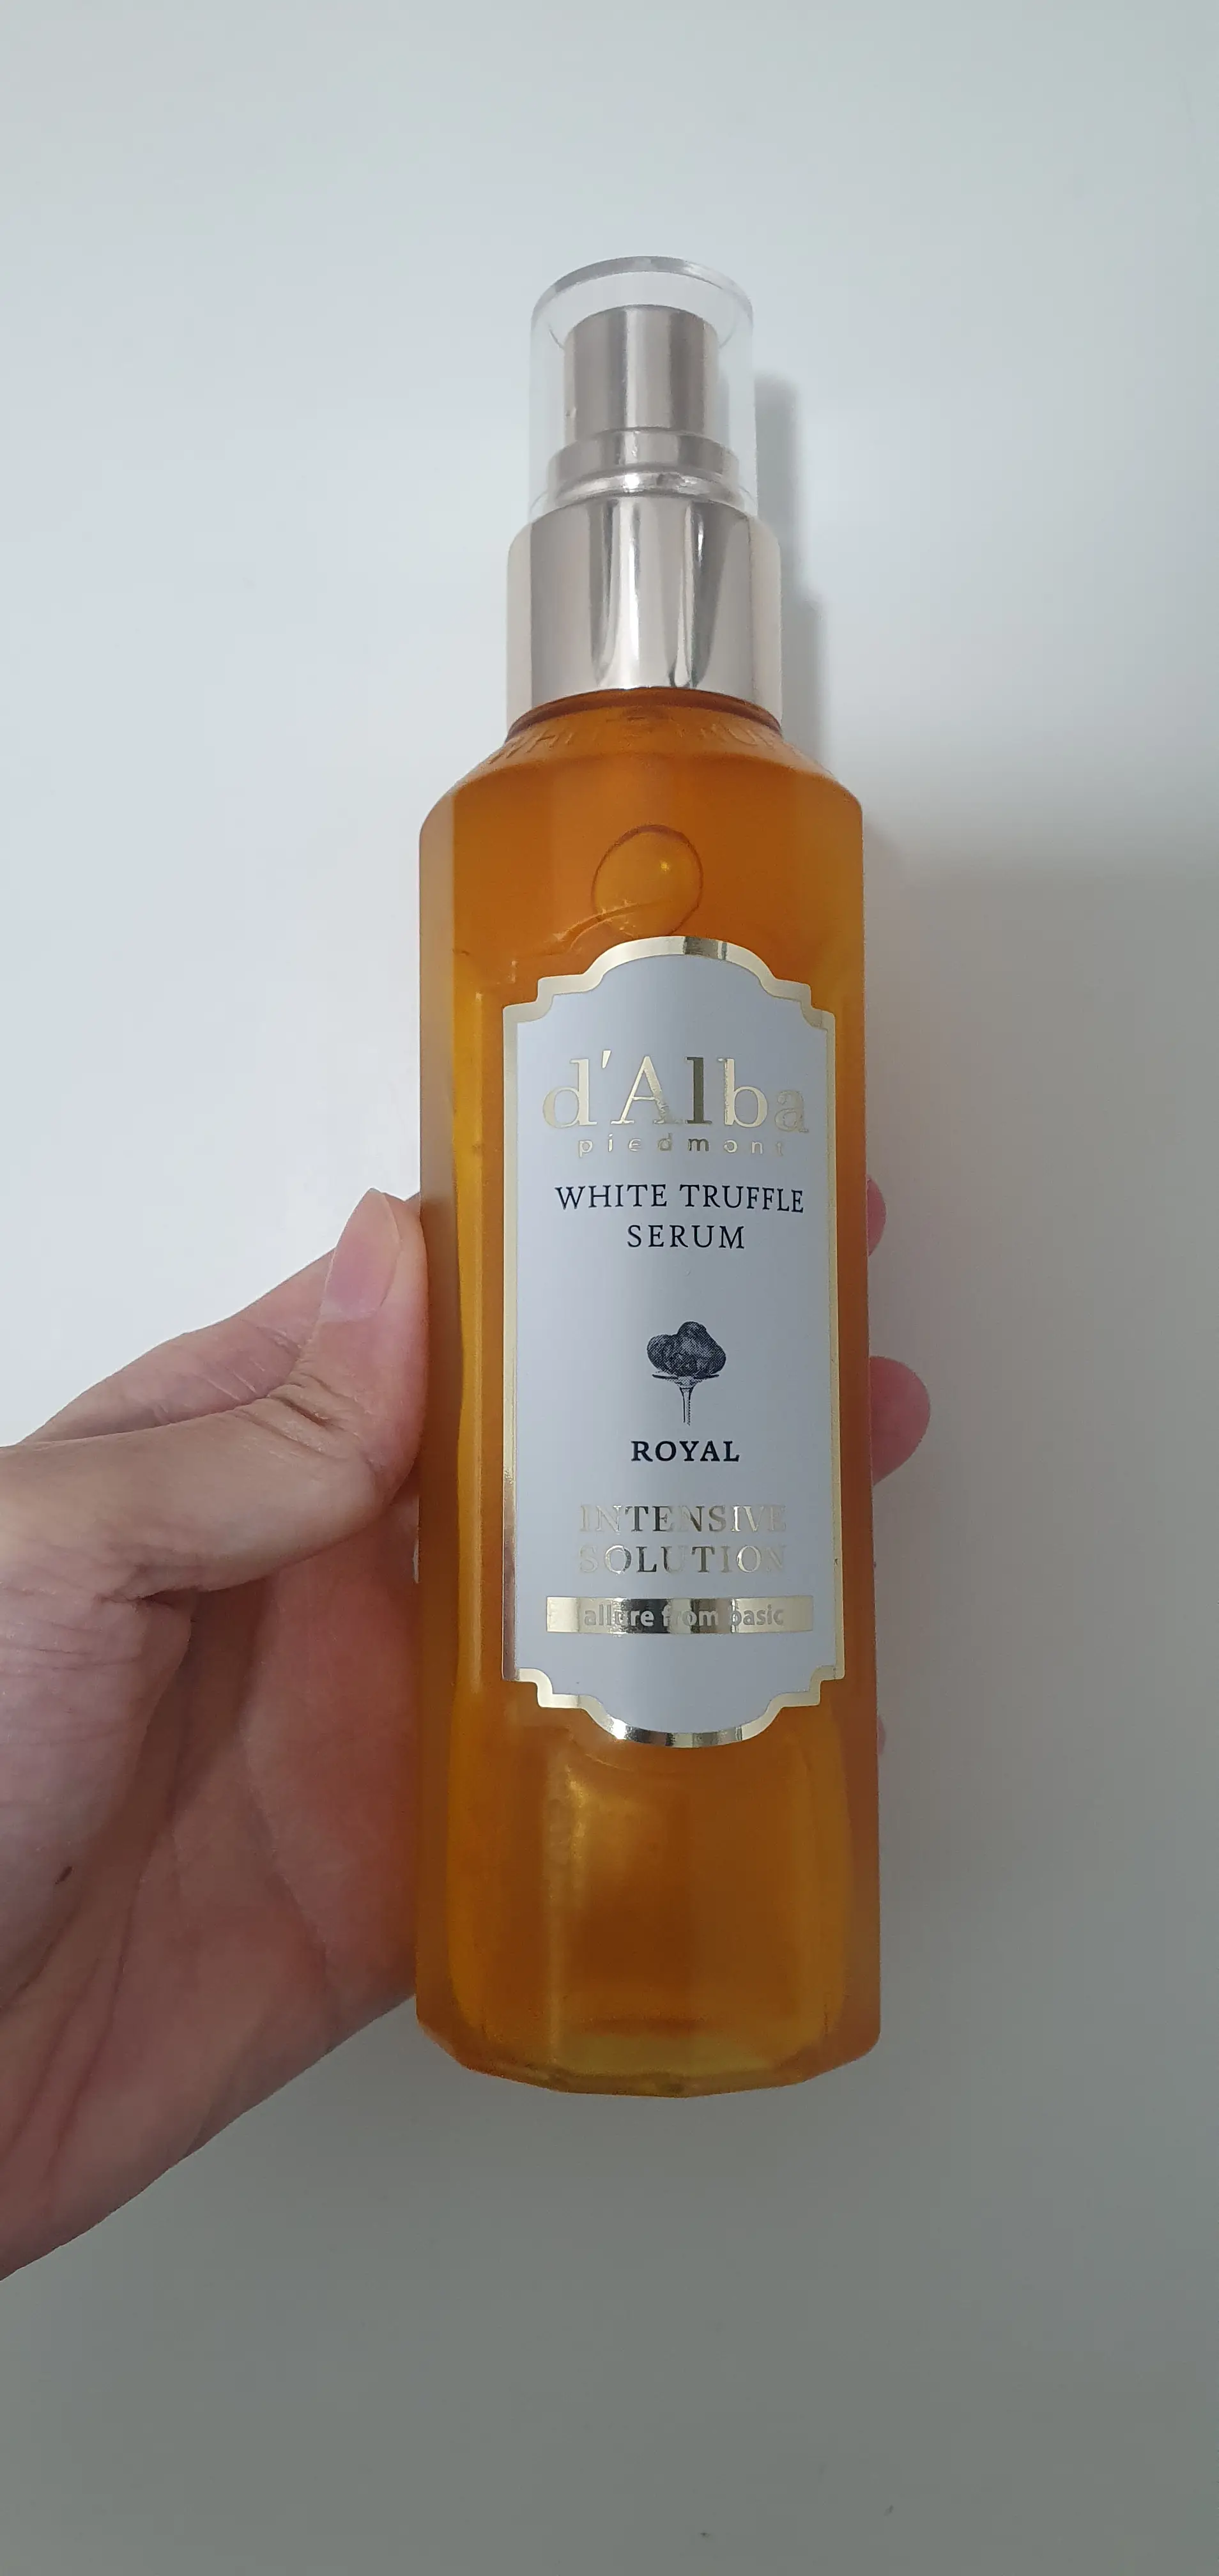 d'Alba
piedmont
WHITE TRUFFLE
SERUM
ROYAL
INTENSIVE
SOLUTION
allure from basic